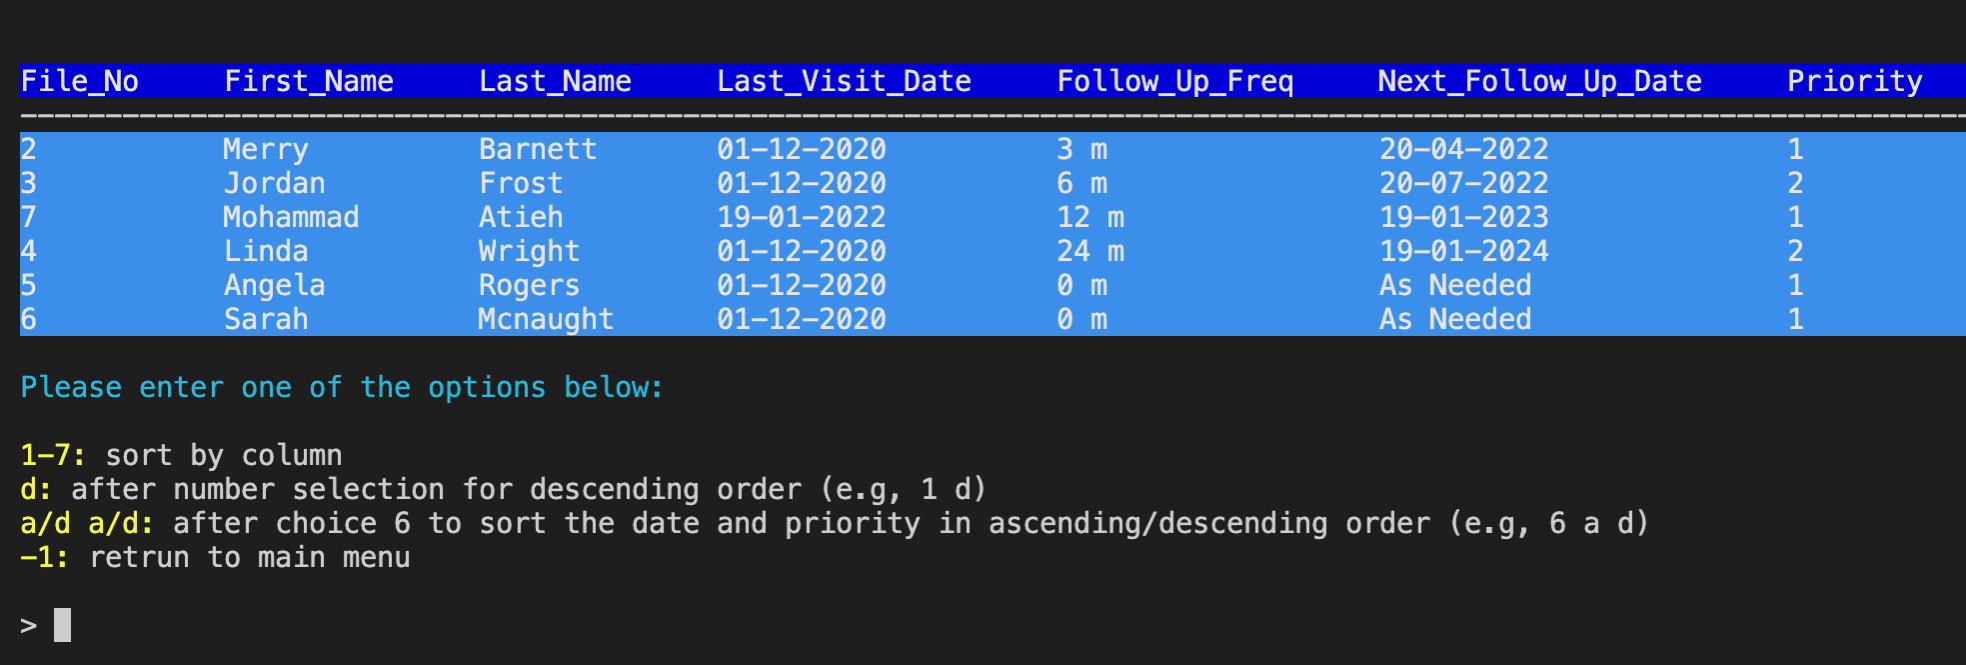 File_No First_Name Last_Name Last_Visit_Date Follow_Up_Freq Next_Follow_Up_Date Priority
2 Merry Barnett 01-12-2020 3 m 20-04-2022 1
3 Jordan Frost 01-12-2020 6 m 20-07-2022 2
7 Mohammad Atieh 19-01-2022 12 m 19-01-2023 1
4 Linda Wright 01-12-2020 24 m 19-01-2024 2
5 Angela Rogers 01-12-2020 0 m As Needed 1
6 Sarah Mcnaught 01-12-2020 0 m As Needed 1
Please enter one of the options below:
1-7: sort by column
d: after number selection for descending order (e.g, 1 d)
a/d a/d: after choice 6 to sort the date and priority in ascending/descending order (e.g, 6 a d)
-1: retrun to main menu
>